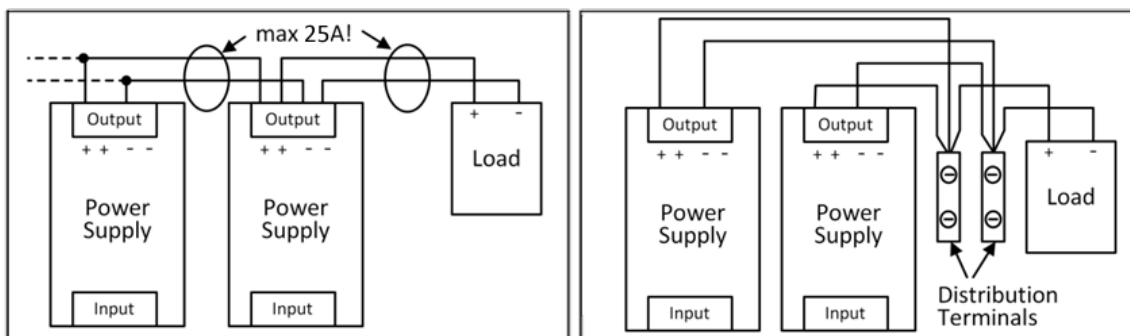 max 25A!
Output
+ + - -
Power
Supply
Input
Output
+ + - -
Power
Supply
Input
+ -
Load
Output
+ + - -
Power
Supply
Input
Output
+ + - -
Power
Supply
Input
+ -
Load
Distribution
Terminals